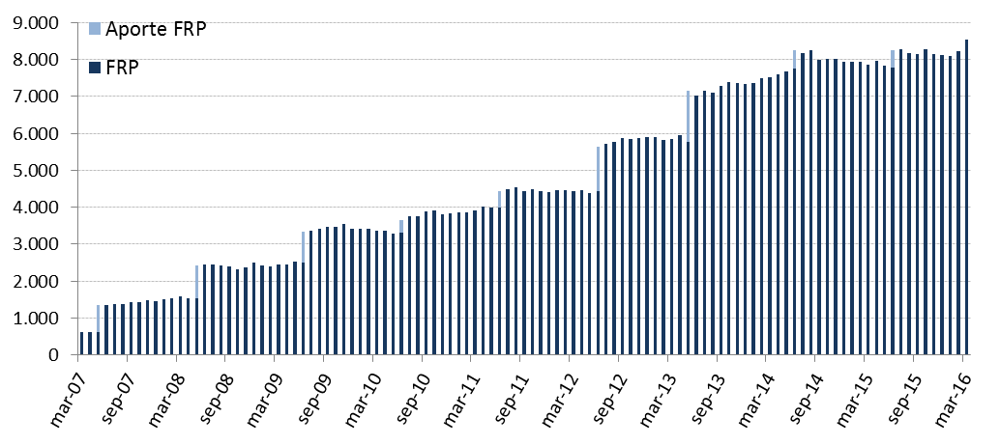 9.000
Aporte FRP
8.000
FRP
7.000
6.000
5.000
4.000
3.000
2.000
1.000
0
mar-07
sep-07
mar-08
sep-08
mar-09
sep-09
mar-10
sep-10
mar-11
sep-11
mar-12
sep-12
mar-13
sep-13
mar-14
sep-14
mar-15
sep-15
mar-16